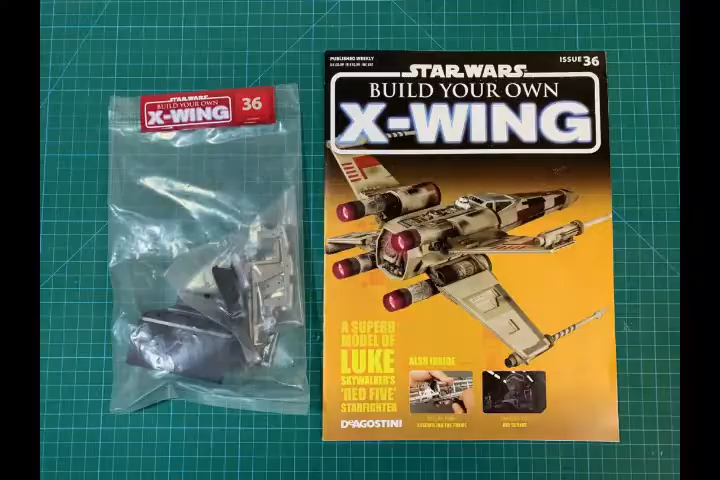 STAR WARS
BUILD YOUR OWN
X-WING
36
PUBLISHED WEEKLY
ISSUE 36
STAR WARS
BUILD YOUR OWN
X-WING
A SUPERB
MODEL OF
LUKE
SKYWALKER'S
'RED FIVE'
STARFIGHTER
DEAGOSTINI
ALSO INSIDE